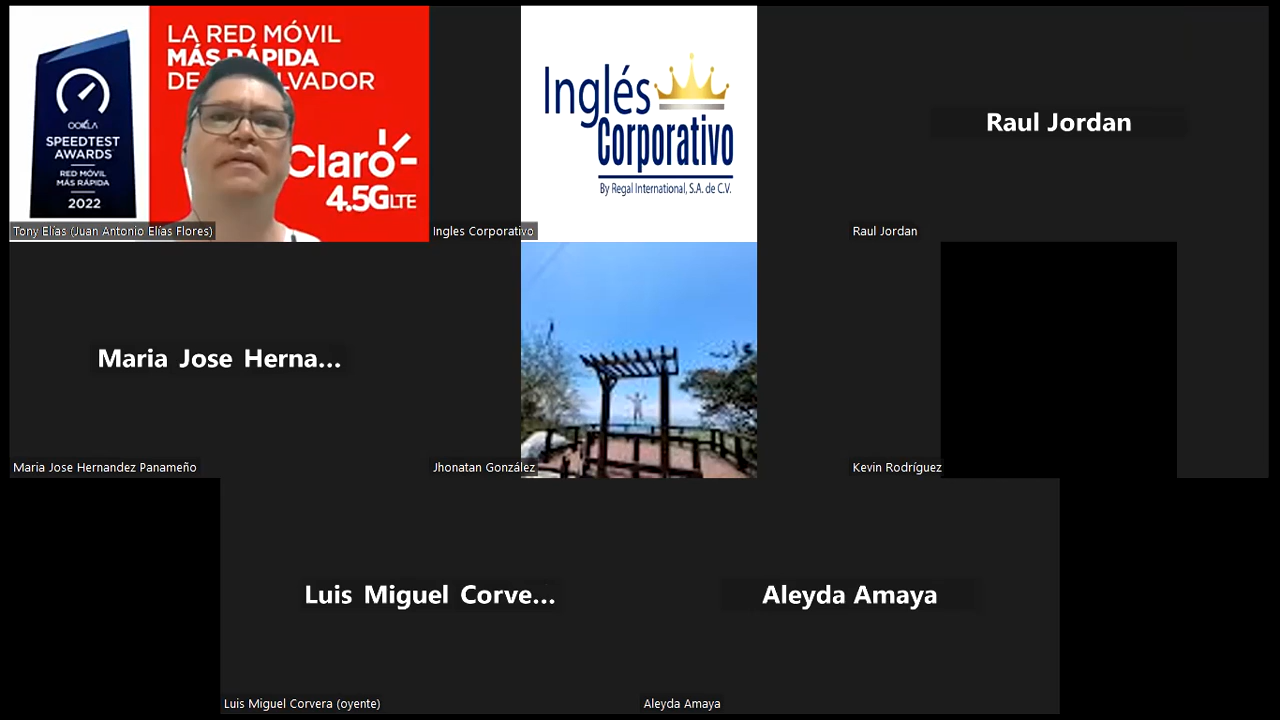 LA RED MÓVIL
MÁS RÁPIDA
DE LVADOR
OOKLA
SPEEDTEST
AWARDS
RED MÓVIL
MÁS RÁPIDA
2022
Claro
4.5G LTE
Tony Elías (Juan Antonio Elías Flores)
Inglés
Corporativo
By Regal International, S.A. de C.V.
Ingles Corporativo
Raul Jordan
Raul Jordan
Maria Jose Herna...
Maria Jose Hernandez Panameño
Jhonatan González
Kevin Rodríguez
Luis Miguel Corve...
Luis Miguel Corvera (oyente)
Aleyda Amaya
Aleyda Amaya